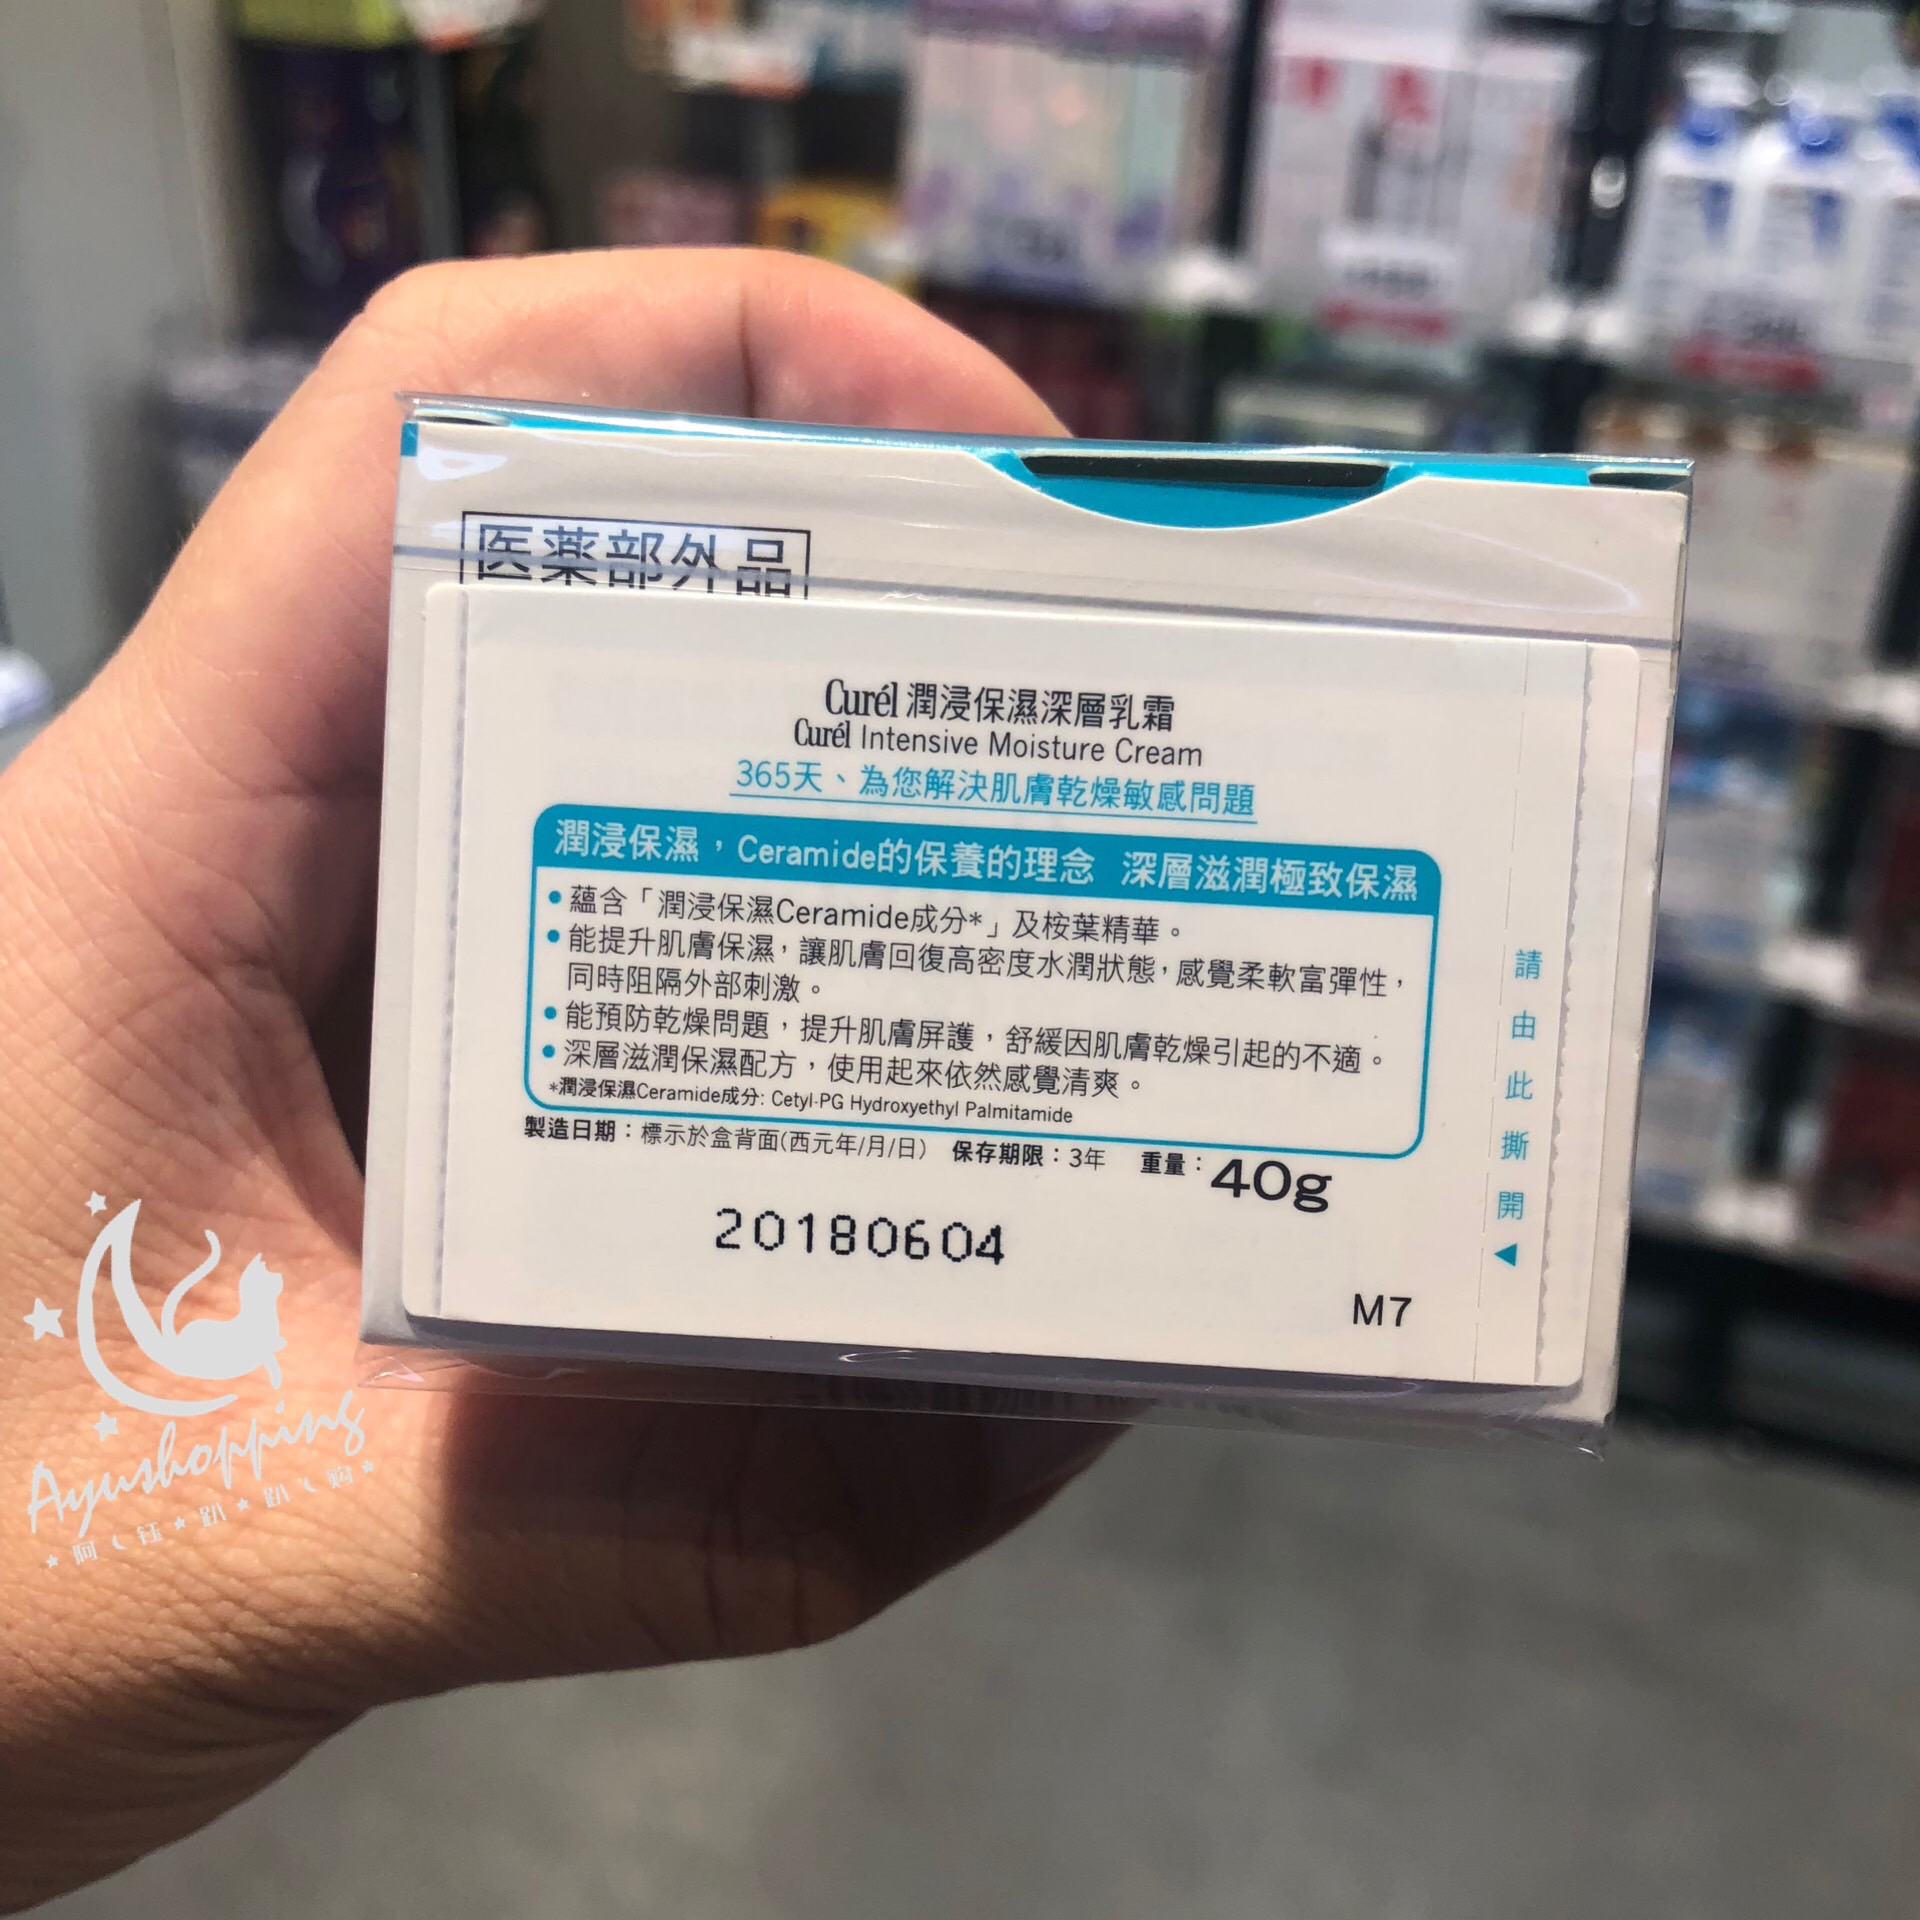 医薬部外品
Curél 潤浸保濕深層乳霜
Curél Intensive Moisture Cream
365天、為您解決肌膚乾燥敏感問題
潤浸保濕，Ceramide的保養的理念 深層滋潤極致保濕
• 蘊含「潤浸保濕Ceramide成分*」及桉葉精華。
• 能提升肌膚保濕，讓肌膚回復高密度水潤狀態，感覺柔軟富彈性，
同時阻隔外部刺激。
• 能預防乾燥問題，提升肌膚屏護，舒緩因肌膚乾燥引起的不適。
• 深層滋潤保濕配方，使用起來依然感覺清爽。
*潤浸保濕Ceramide成分: Cetyl-PG Hydroxyethyl Palmitamide
製造日期：標示於盒背面(西元年/月/日) 保存期限：3年 重量：40g
20180604
M7
請由此撕開◀
Ayushopping
阿鈺趴趴購